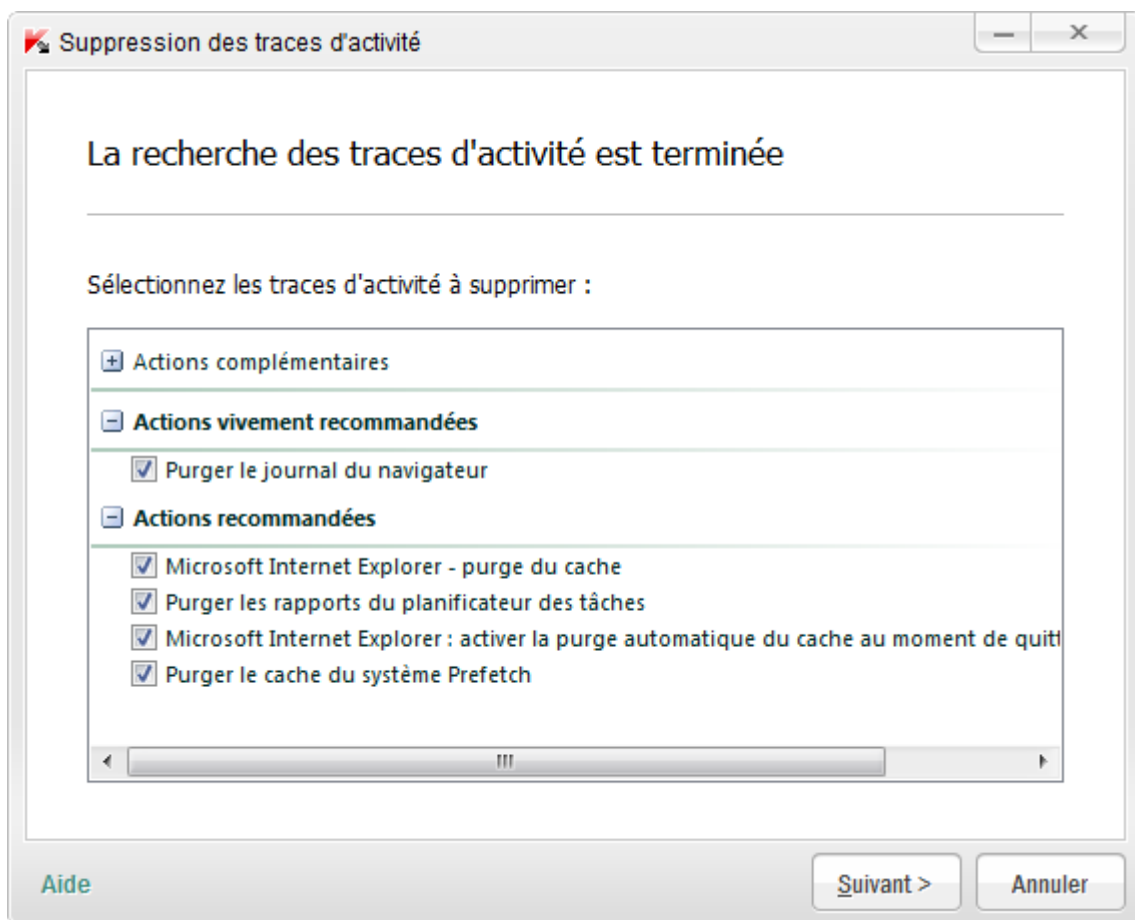 Suppression des traces d'activité
La recherche des traces d'activité est terminée
Sélectionnez les traces d'activité à supprimer :
Actions complémentaires
Actions vivement recommandées
Purger le journal du navigateur
Actions recommandées
Microsoft Internet Explorer - purge du cache
Purger les rapports du planificateur des tâches
Microsoft Internet Explorer : activer la purge automatique du cache au moment de quitt
Purger le cache du système Prefetch
Aide
Suivant >
Annuler